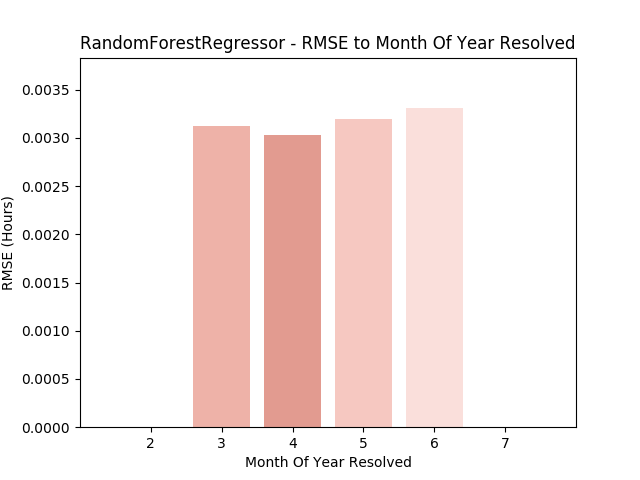 RandomForestRegressor - RMSE to Month Of Year Resolved
0.0035
0.0030
0.0025
0.0020
0.0015
0.0010
0.0005
0.0000
RMSE (Hours)
2 3 4 5 6 7
Month Of Year Resolved